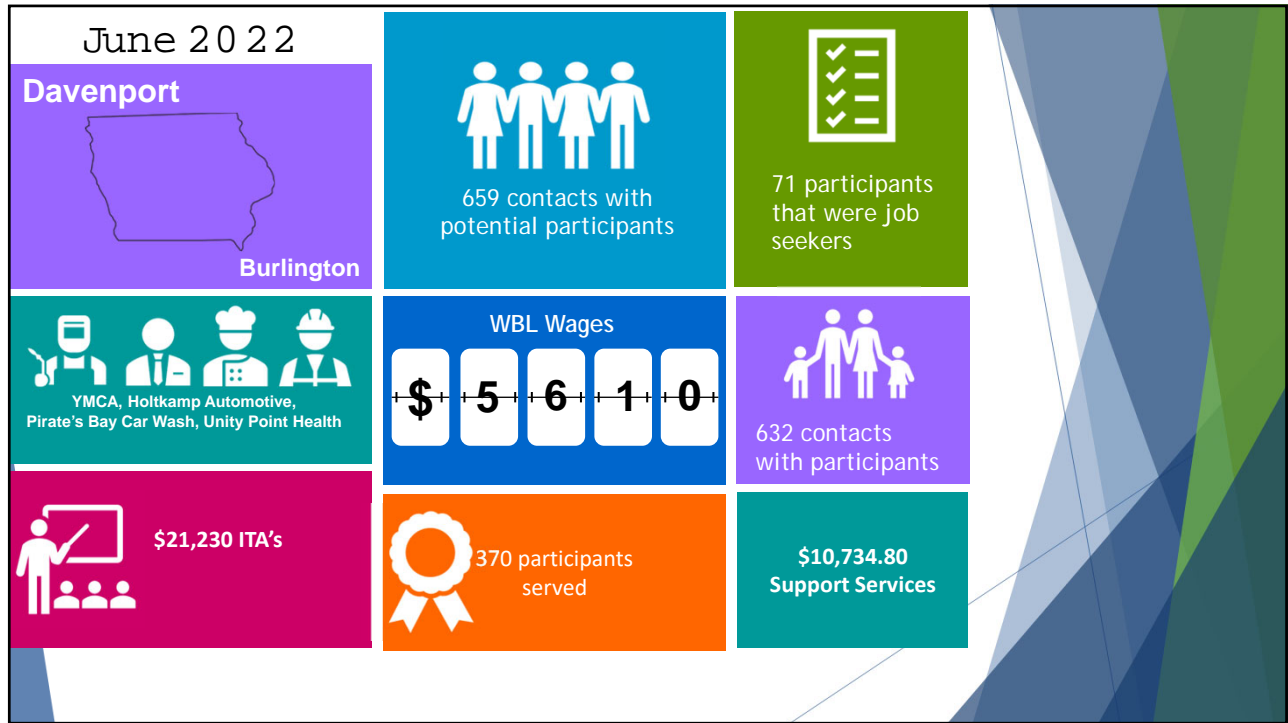 June 2022
Davenport
Burlington
659 contacts with
potential participants
71 participants
that were job
seekers
YMCA, Holtkamp Automotive,
Pirate's Bay Car Wash, Unity Point Health
WBL Wages
$ 5 6 1 0
632 contacts
with participants
$21,230 ITA's
370 participants
served
$10,734.80
Support Services